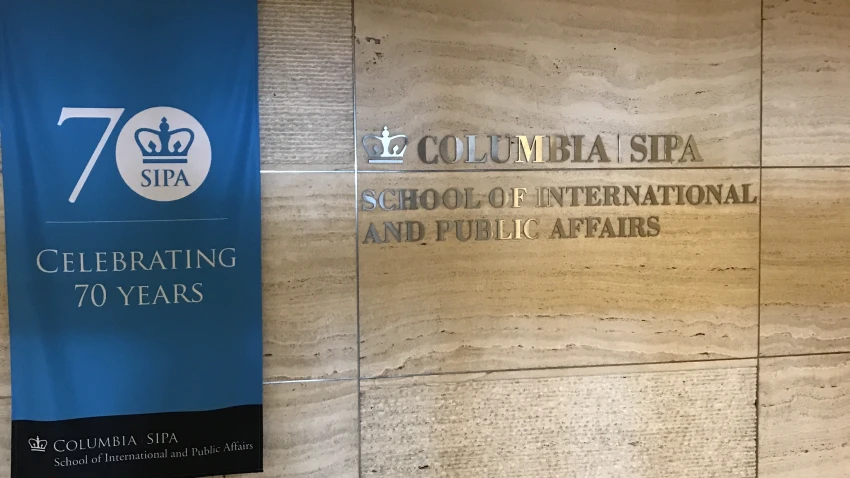 70
SIPA
CELEBRATING
70 YEARS
COLUMBIA SIPA
School of International and Public Affairs
COLUMBIA | SIPA
SCHOOL OF INTERNATIONAL
AND PUBLIC AFFAIRS